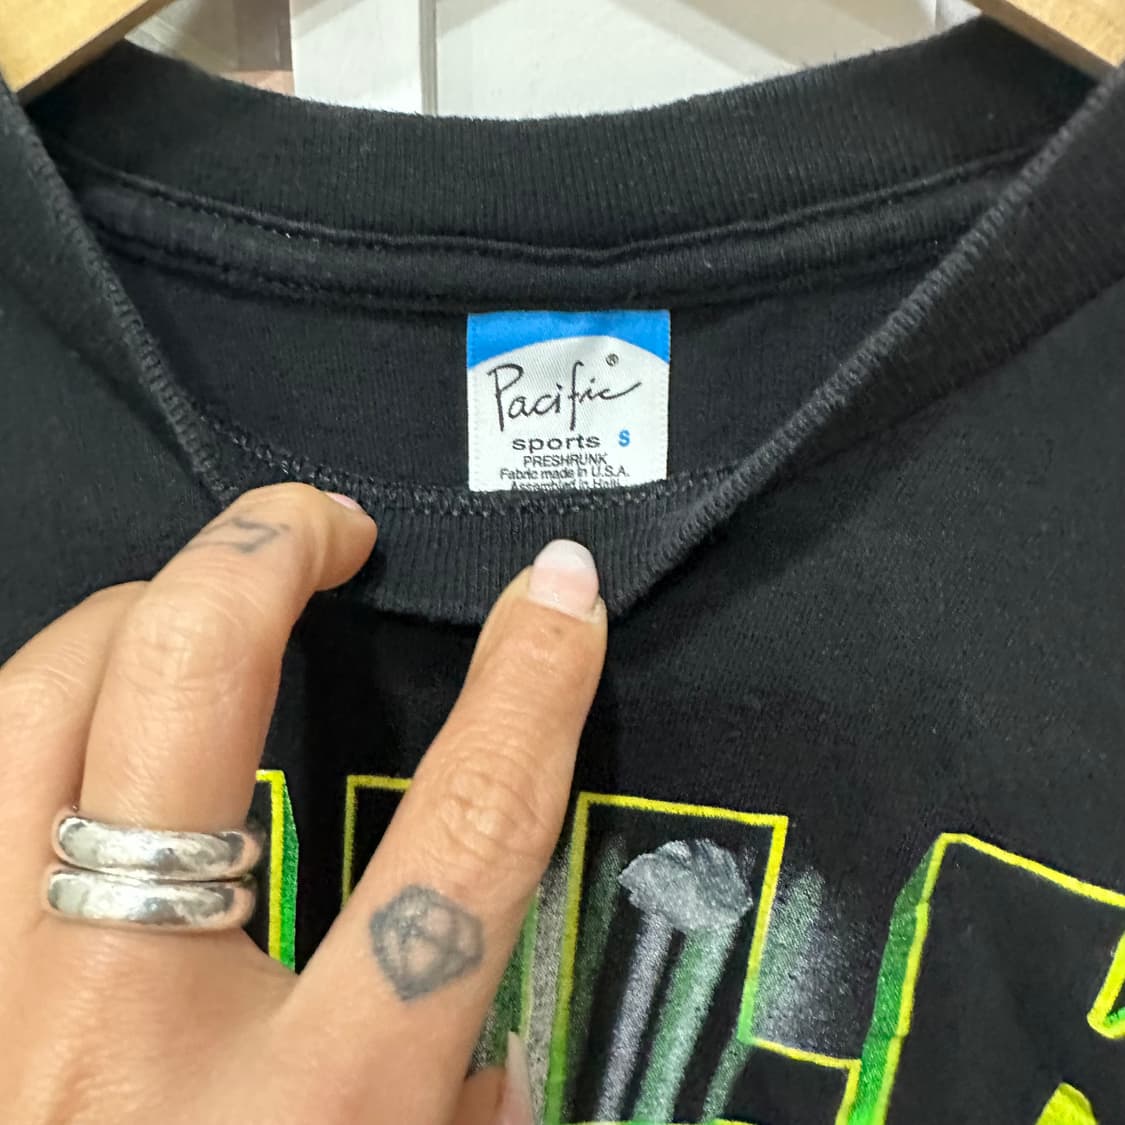 Pacific®
sports S
PRESHRUNK
Fabric made in U.S.A.
Assembled in Haiti